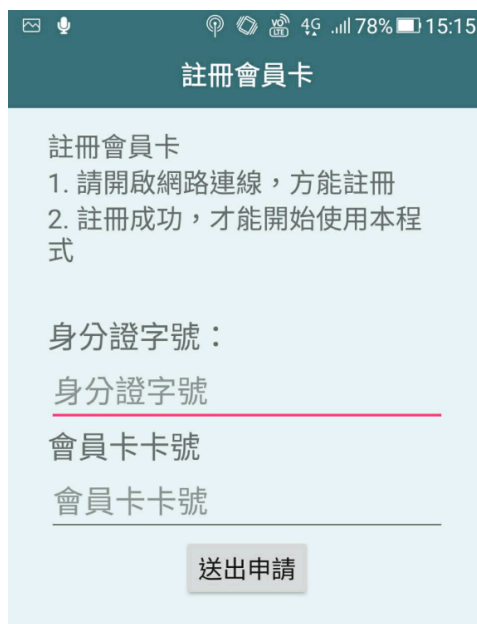 4G 78% 15:15
註冊會員卡
註冊會員卡
1. 請開啟網路連線，方能註冊
2. 註冊成功，才能開始使用本程
式
身分證字號：
身分證字號
會員卡卡號
會員卡卡號
送出申請